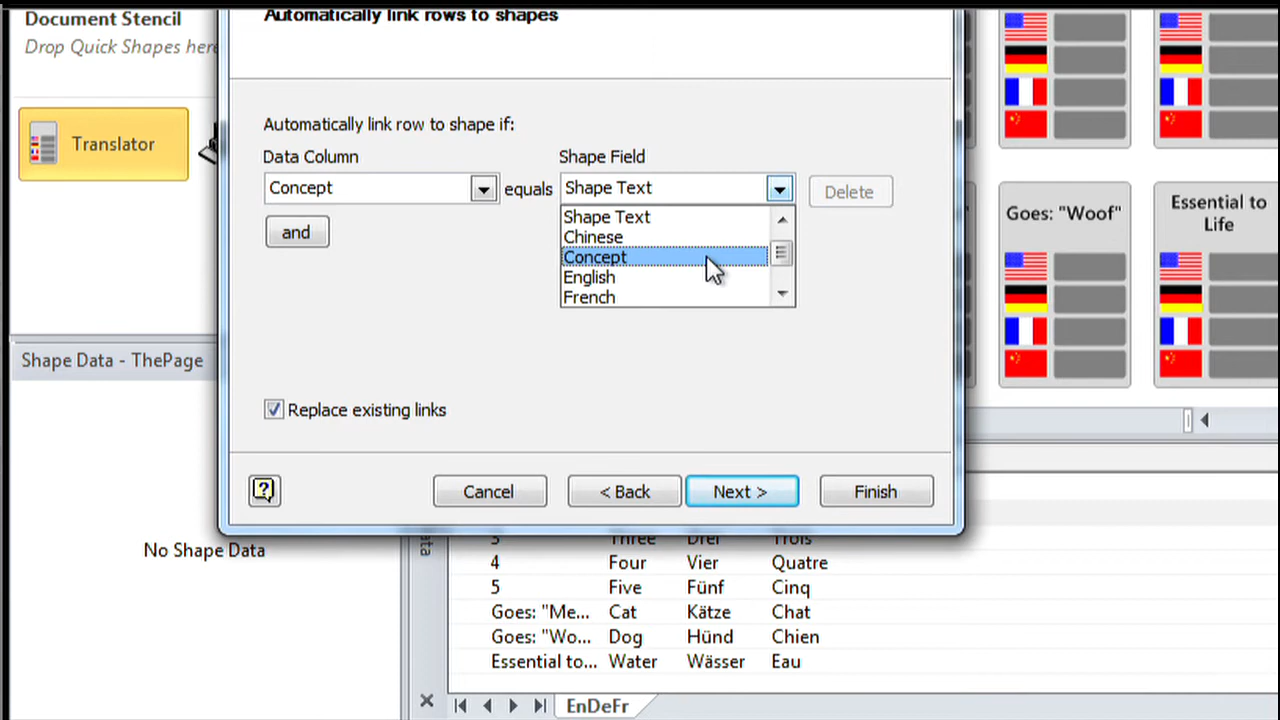 Document Stencil
Drop Quick Shapes here
Translator
Automatically link rows to shapes
Automatically link row to shape if:
Data Column
Shape Field
Concept
equals
Shape Text
Delete
and
Shape Text
Chinese
Concept
English
French
Replace existing links
Cancel
< Back
Next >
Finish
Goes: "Woof"
Essential to
Life
Shape Data - ThePage
No Shape Data
3 Three Drei Trois
4 Four Vier Quatre
5 Five Fünf Cinq
Goes: "Me... Cat Kätze Chat
Goes: "Wo... Dog Hünd Chien
Essential to... Water Wässer Eau
EnDeFr